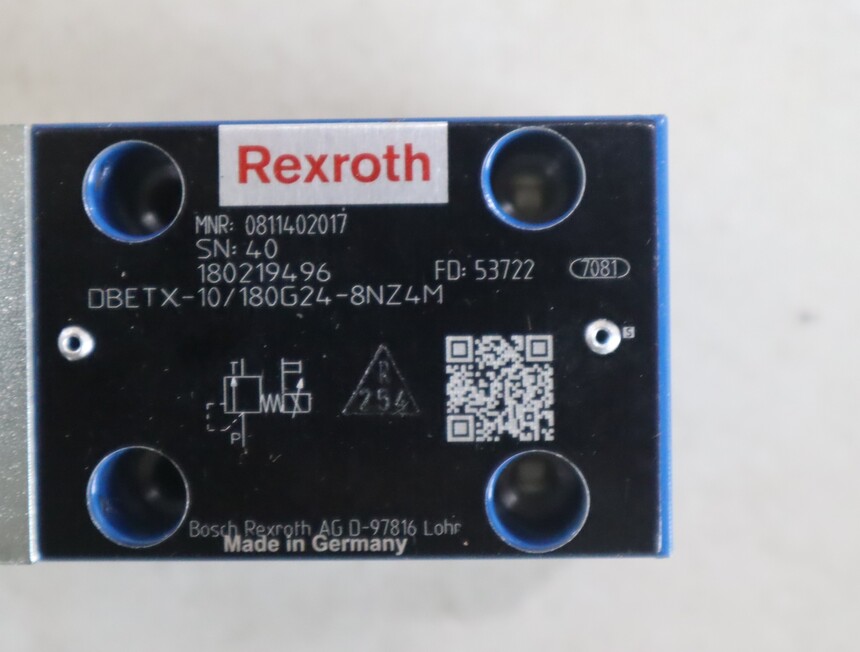 Rexroth
MNR: 0811402017
SN: 40
180219496 FD: 53722 7081
DBETX-10/180G24-8NZ4M
5
T
R
254
P
Bosch Rexroth AG D-97816 Lohr
Made in Germany